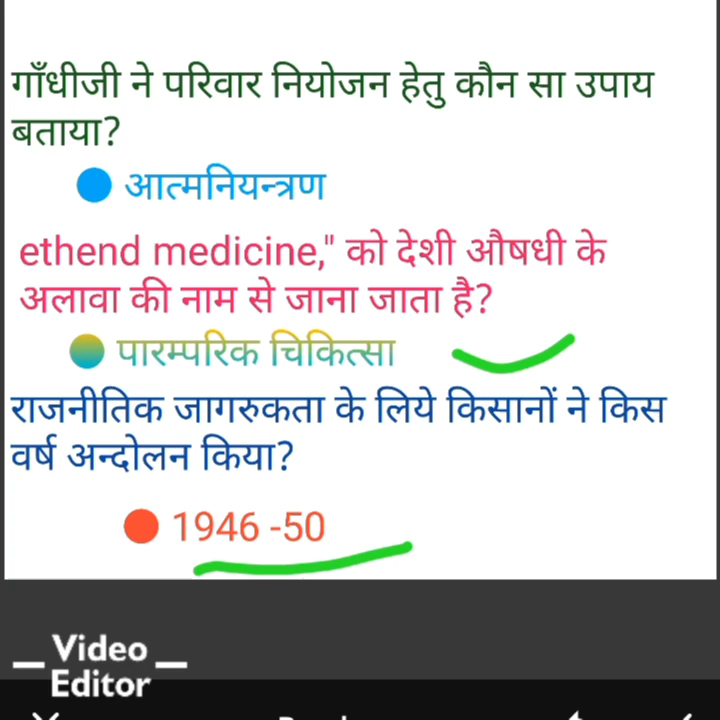 गाँधीजी ने परिवार नियोजन हेतु कौन सा उपाय
बताया?
आत्मनियन्त्रण
ethend medicine," को देशी औषधी के
अलावा की नाम से जाना जाता है?
पारम्परिक चिकित्सा
राजनीतिक जागरुकता के लिये किसानों ने किस
वर्ष अन्दोलन किया?
1946 -50
Video
Editor